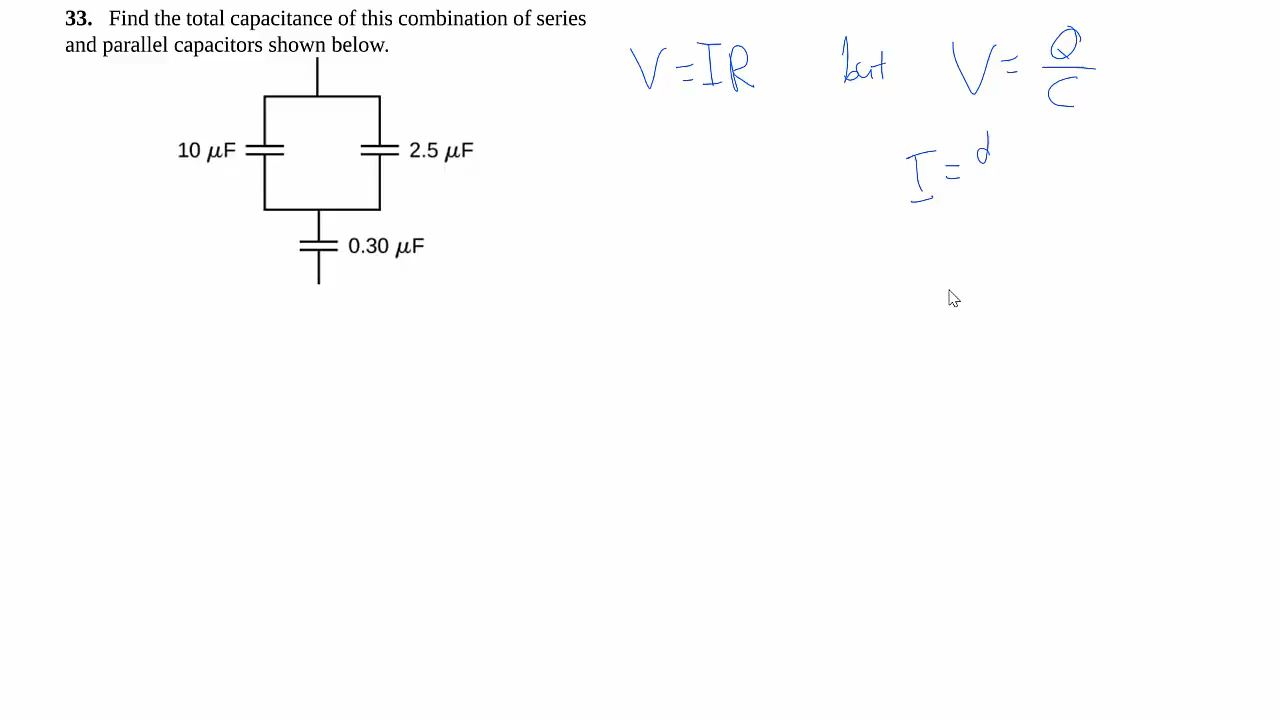 33. Find the total capacitance of this combination of series
and parallel capacitors shown below.
V = IR but V = Q/C
10 μF
2.5 μF
I = d
0.30 μF